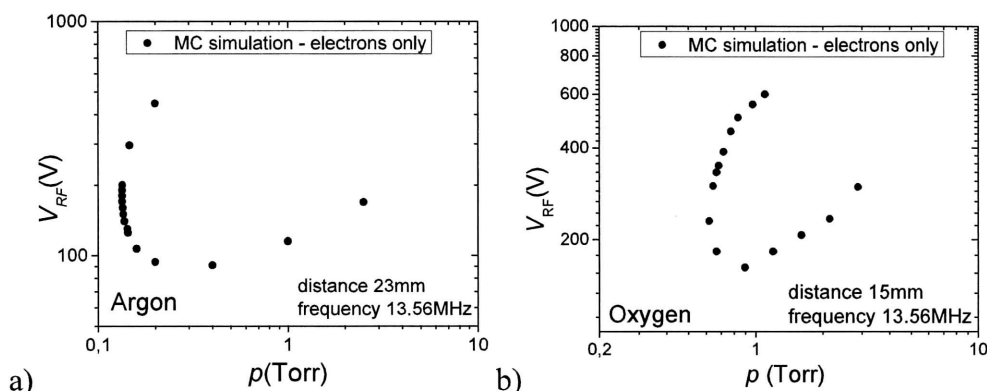 1000
MC simulation - electrons only
V_RF(V)
100
Argon
distance 23mm
frequency 13.56MHz
0,1
1
10
p(Torr)
a)
1000
800
600
400
200
MC simulation - electrons only
V_RF(V)
Oxygen
distance 15mm
frequency 13.56MHz
0,2
1
10
p(Torr)
b)